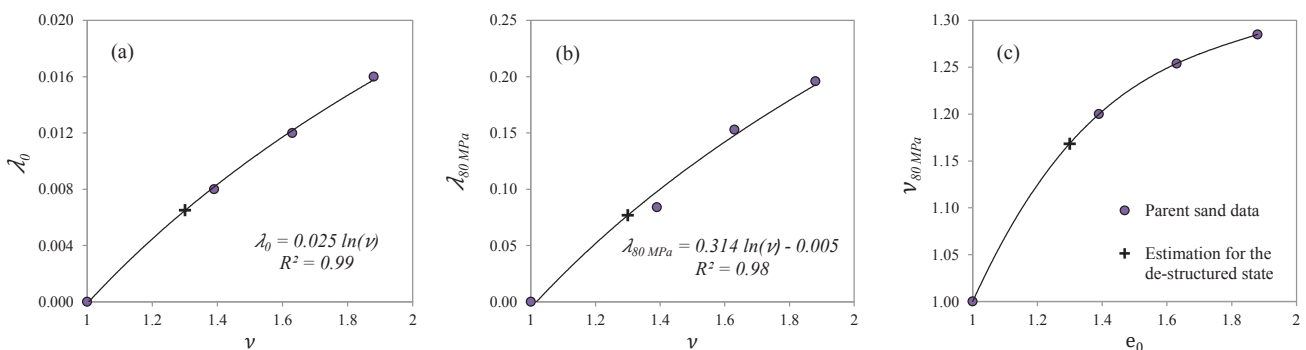 (a)
0.020
0.016
0.012
0.008
0.004
0.000
λ0
1 1.2 1.4 1.6 1.8 2
ν
λ0 = 0.025 ln(ν)
R² = 0.99
(b)
0.25
0.20
0.15
0.10
0.05
0.00
λ80 MPa
1 1.2 1.4 1.6 1.8 2
ν
λ80 MPa = 0.314 ln(ν) - 0.005
R² = 0.98
(c)
1.30
1.25
1.20
1.15
1.10
1.05
1.00
ν80 MPa
1 1.2 1.4 1.6 1.8 2
e0
Parent sand data
Estimation for the
de-structured state